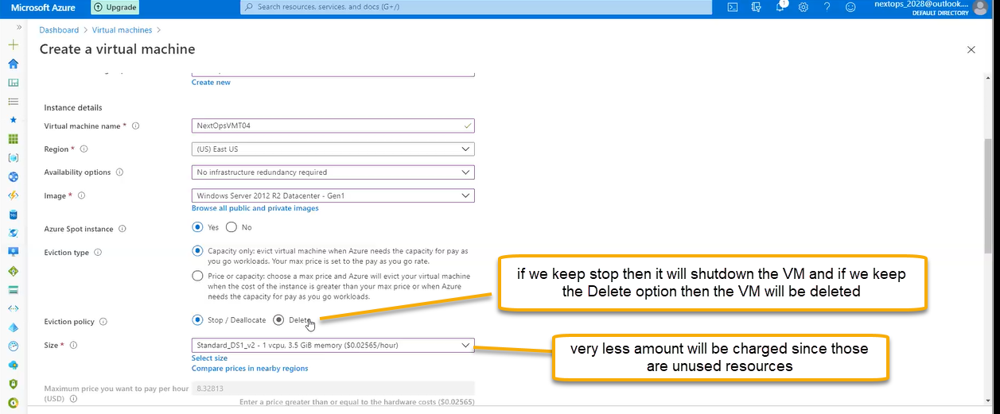 Microsoft Azure
Upgrade
Search resources, services, and docs (G+/)
1
nextops_2028@outlook....
DEFAULT DIRECTORY
»
Dashboard > Virtual machines >
Create a virtual machine
Create new
Instance details
Virtual machine name *
NextOpsVMT04
Region *
(US) East US
Availability options
No infrastructure redundancy required
Image *
Windows Server 2012 R2 Datacenter - Gen1
Browse all public and private images
Azure Spot instance
Yes No
Eviction type
Capacity only: evict virtual machine when Azure needs the capacity for pay as
you go workloads. Your max price is set to the pay as you go rate.
Price or capacity: choose a max price and Azure will evict your virtual machine
when the cost of the instance is greater than your max price or when Azure
needs the capacity for pay as you go workloads.
if we keep stop then it will shutdown the VM and if we keep
the Delete option then the VM will be deleted
Eviction policy
Stop / Deallocate Delete
Size *
Standard_DS1_v2 - 1 vcpu, 3.5 GiB memory ($0.02565/hour)
Select size
Compare prices in nearby regions
very less amount will be charged since those
are unused resources
Maximum price you want to pay per hour
(USD)
8.32813
Enter a price greater than or equal to the hardware costs ($0.02565)